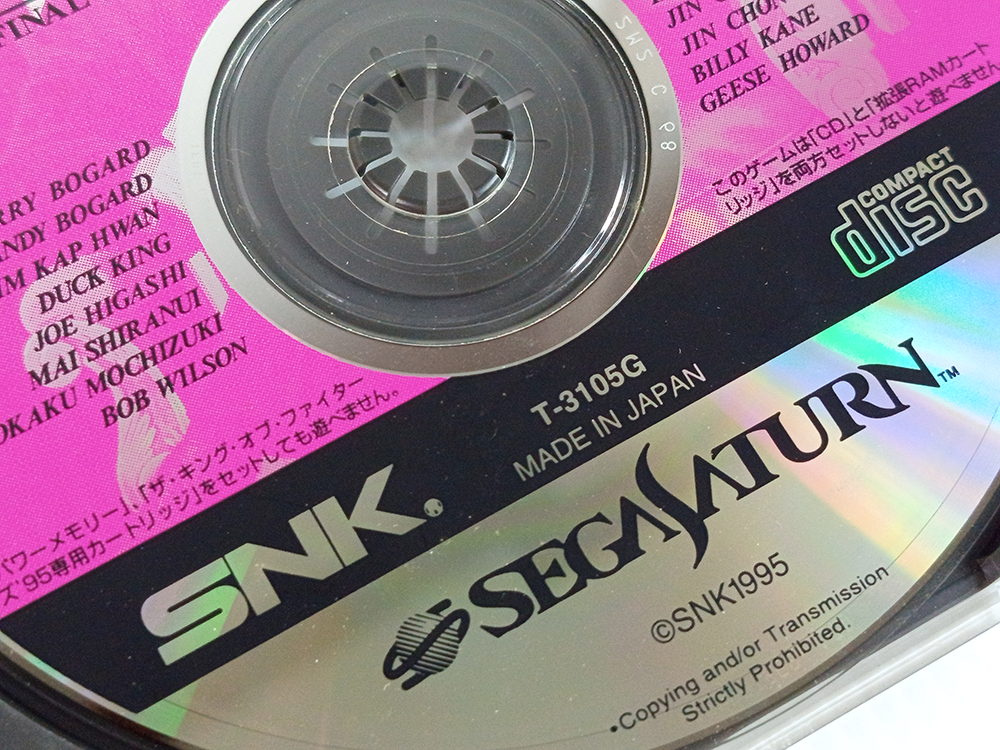 FINAL
RRY BOGARD
NDY BOGARD
IM KAP HWAN
DUCK KING
JOE HIGASHI
MAI SHIRANUI
OKAKU MOCHIZUKI
BOB WILSON
JIN
JIN CHON
BILLY KANE
GEESE HOWARD
SMS C 98
このゲームは「CD」と「拡張RAMカート
リッジ」を両方セットしないと遊べません
パワーメモリー」、「ザ・キング・オブ・ファイター
ズ'95専用カートリッジ」をセットしても遊べません。
COMPACT
disc
T-3105G
MADE IN JAPAN
SNK.
SEGA SATURN™
©SNK1995
•Copying and/or Transmission
Strictly Prohibited.